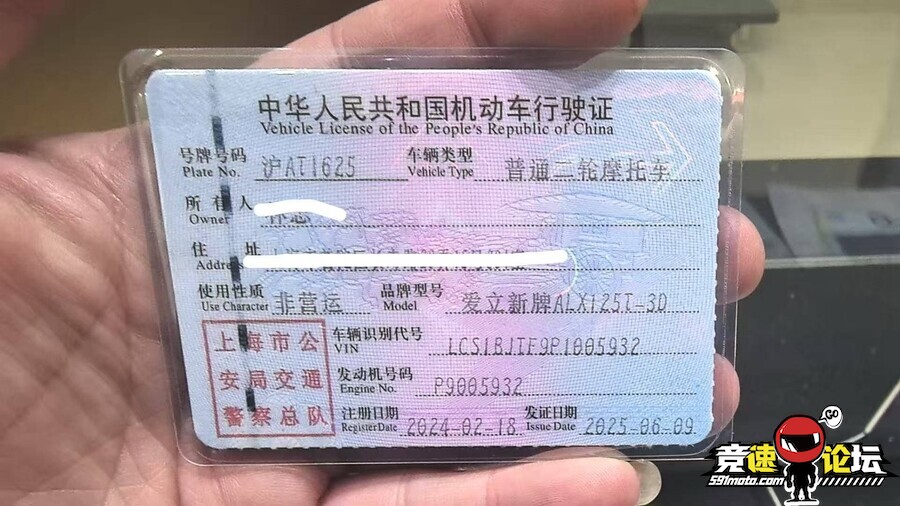 中华人民共和国机动车行驶证
Vehicle License of the People's Republic of China
号牌号码 沪AT1625 车辆类型 普通二轮摩托车
Plate No. Vehicle Type
所有人
Owner
住址
Address
使用性质 非营运 品牌型号 爱立新牌ALX125T-3D
Use Character Model
车辆识别代号 LCS1BJTF9P1005932
VIN
发动机号码 P9005932
Engine No.
上海市公
安局交通
警察总队
注册日期 2024-02-18 发证日期 2025-06-09
Register Date Issue Date
GO
竞速论坛
591moto.com